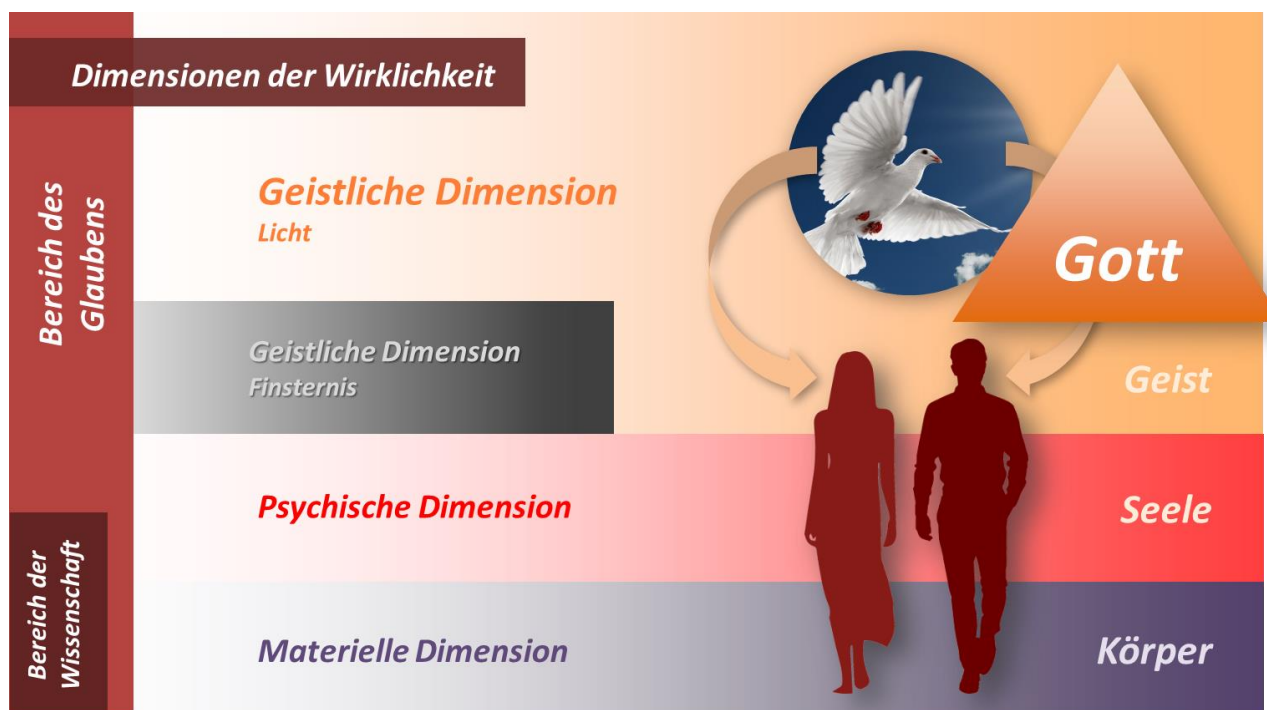 Dimensionen der Wirklichkeit
Bereich des
Glaubens
Geistliche Dimension
Licht
Gott
Geistliche Dimension
Finsternis
Geist
Psychische Dimension
Seele
Bereich der
Wissenschaft
Materielle Dimension
Körper